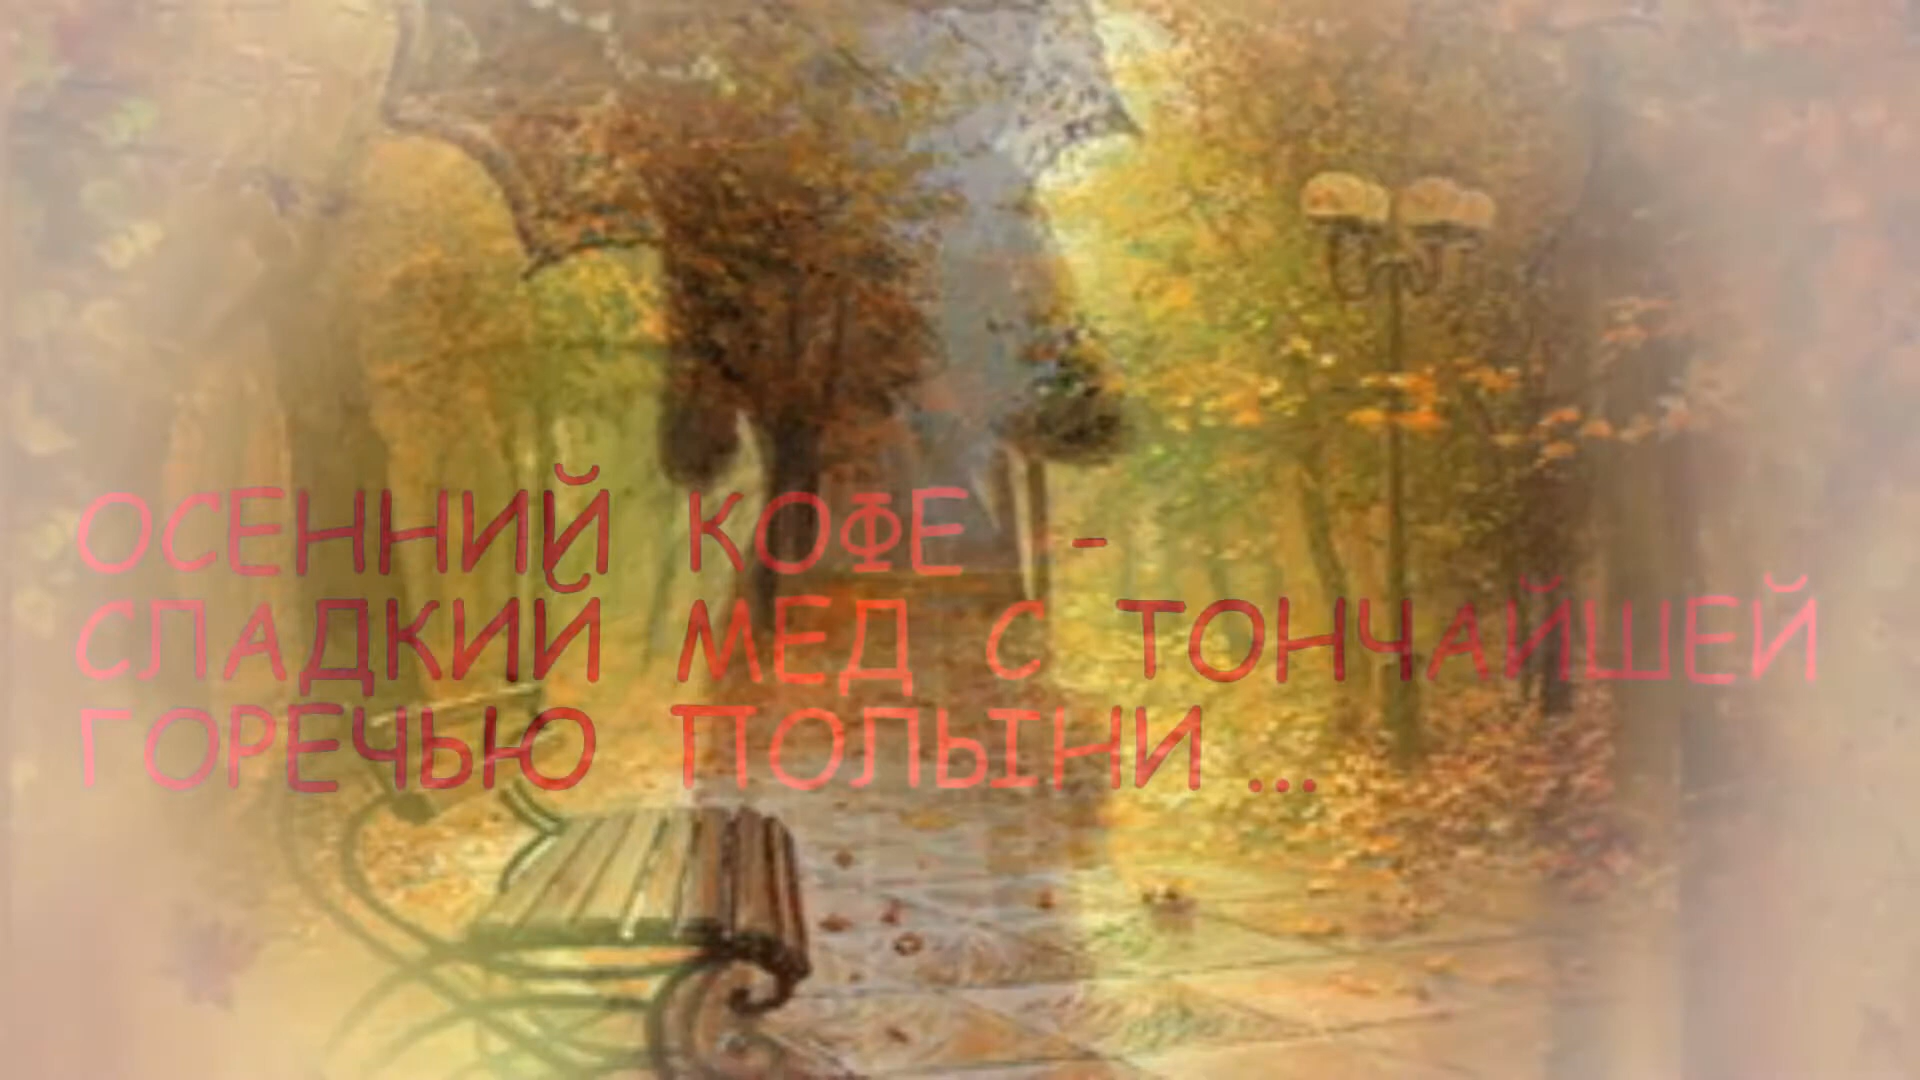 ОСЕННИЙ КОФЕ -
СЛАДКИЙ МЕД С ТОНЧАЙШЕЙ
ГОРЕЧЬЮ ПОЛЫНИ ...